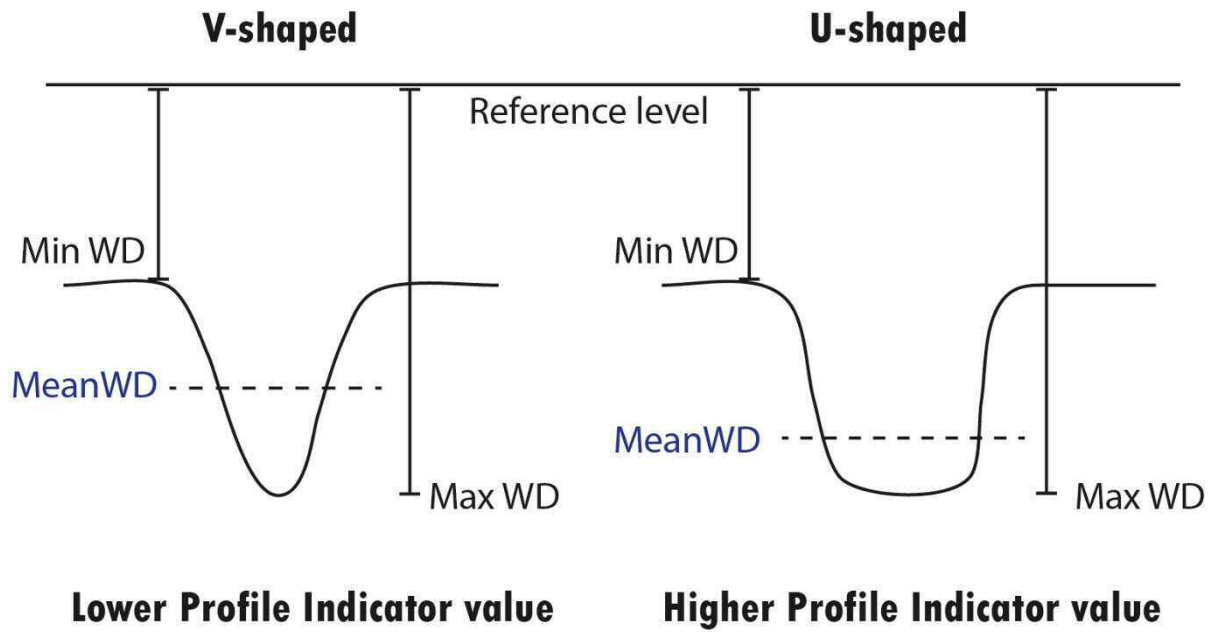 V-shaped
U-shaped
Reference level
Min WD
Min WD
MeanWD
MeanWD
Max WD
Max WD
Lower Profile Indicator value
Higher Profile Indicator value